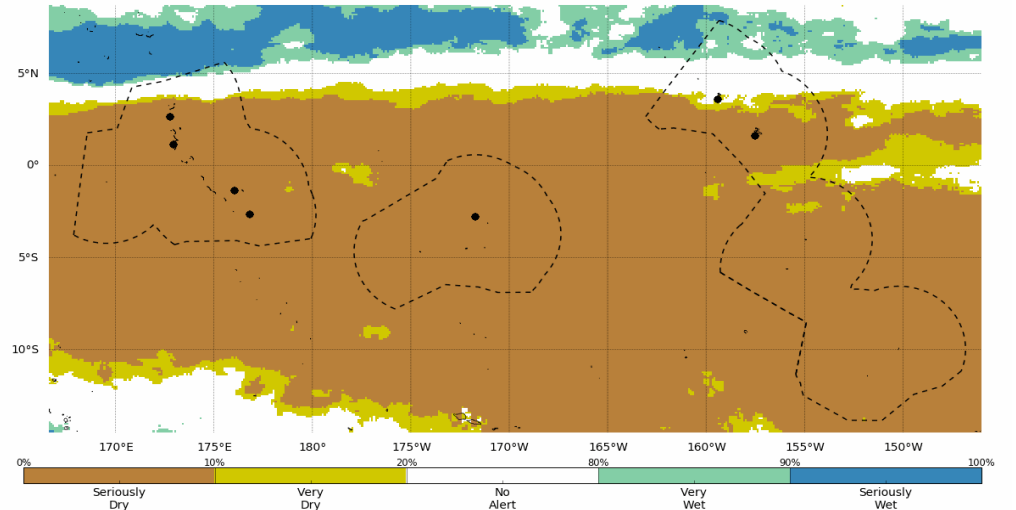 5°N
0°
5°S
10°S
170°E 175°E 180° 175°W 170°W 165°W 160°W 155°W 150°W
0% 10% 20% 80% 90% 100%
Seriously Very No Very Seriously
Dry Dry Alert Wet Wet